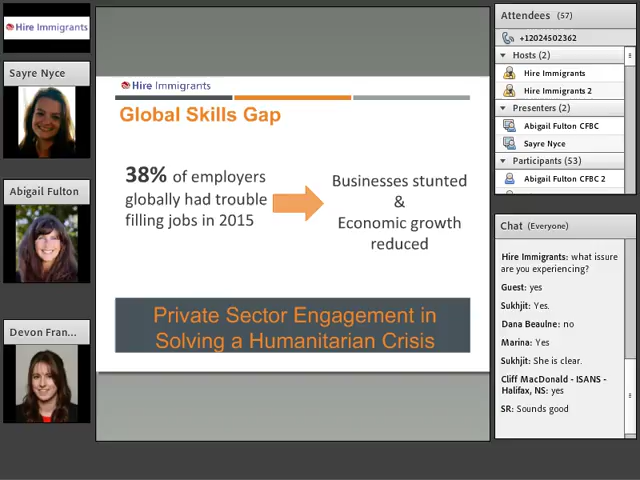 Hire Immigrants
Sayre Nyce
Abigail Fulton
Devon Fran...
Hire Immigrants
Global Skills Gap
38% of employers
globally had trouble
filling jobs in 2015
Businesses stunted
&
Economic growth
reduced
Private Sector Engagement in
Solving a Humanitarian Crisis
Attendees (57)
+12024502362
Hosts (2)
Hire Immigrants
Hire Immigrants 2
Presenters (2)
Abigail Fulton CFBC
Sayre Nyce
Participants (53)
Abigail Fulton CFBC 2
Chat (Everyone)
Hire Immigrants: what issure
are you experiencing?
Guest: yes
Sukhjit: Yes.
Dana Beaulne: no
Marina: Yes
Sukhjit: She is clear.
Cliff MacDonald - ISANS -
Halifax, NS: yes
SR: Sounds good